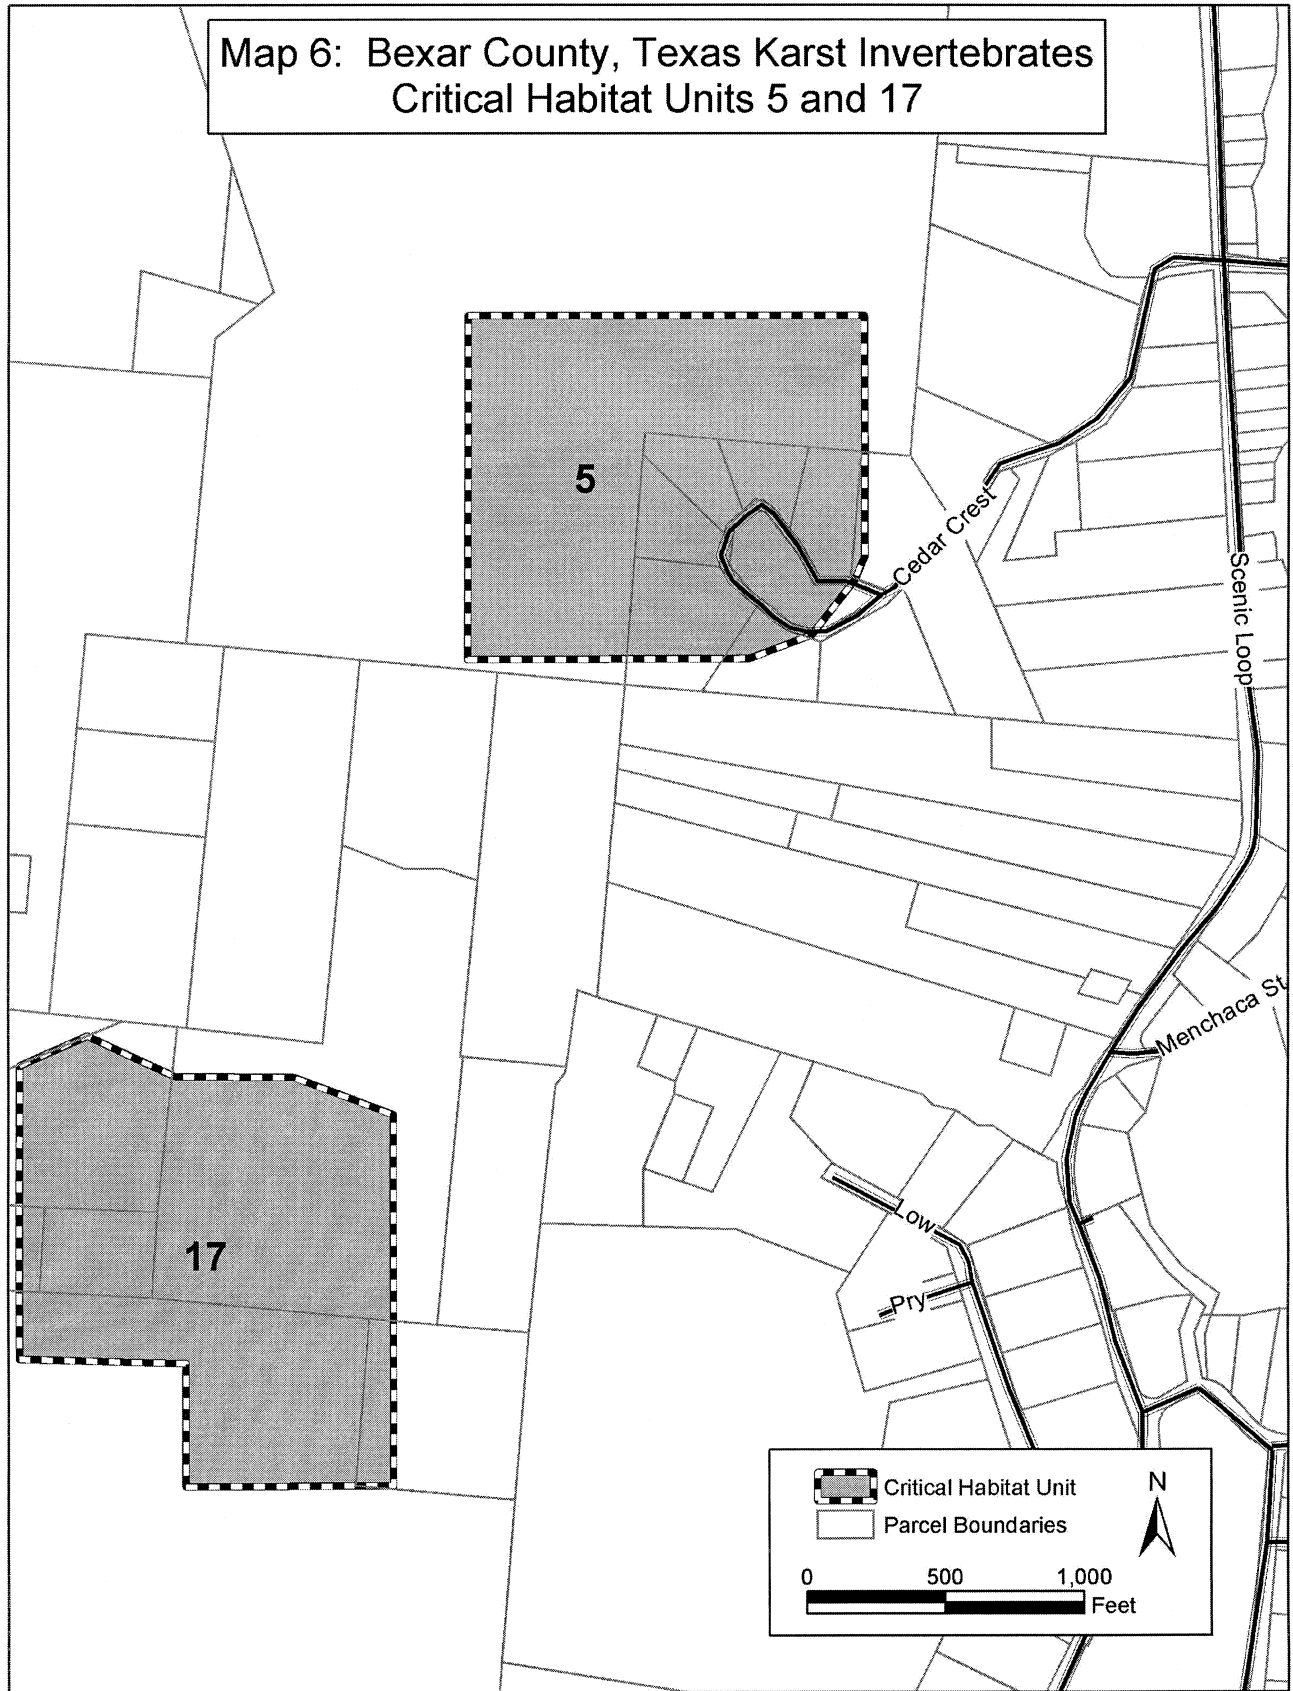 Map 6: Bexar County, Texas Karst Invertebrates
Critical Habitat Units 5 and 17
5
Cedar Crest
Scenic Loop
Menchaca St
17
Low
Pry
Critical Habitat Unit
Parcel Boundaries
N
0 500 1,000
Feet